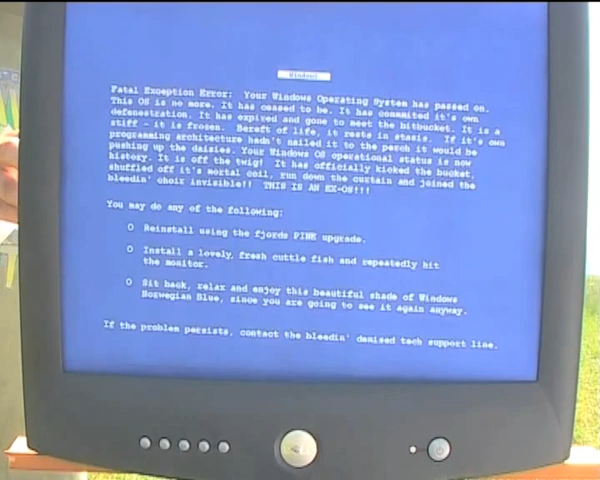 Windows
Fatal Exception Error: Your Windows Operating System has passed on.
This OS is no more. It has ceased to be. It has commited it's own
defenestration. It has expired and gone to meet the bitbucket. It is a
stiff - it is frozen. Bereft of life, it rests in stasis. If it's own
programming architecture hadn't nailed it to the perch it would be
pushing up the daisies. Your Windows OS operational status is now
history. It is off the twig! It has officially kicked the bucket,
shuffled off it's mortal coil, run down the curtain and joined the
bleedin' choir invisible!! THIS IS AN EX-OS!!!
You may do any of the following:
O Reinstall using the fjords PINE upgrade.
O Install a lovely, fresh cuttle fish and repeatedly hit
the monitor.
O Sit back, relax and enjoy this beautiful shade of Windows
Norwegian Blue, since you are going to see it again anyway.
If the problem persists, contact the bleedin' demised tech support line.